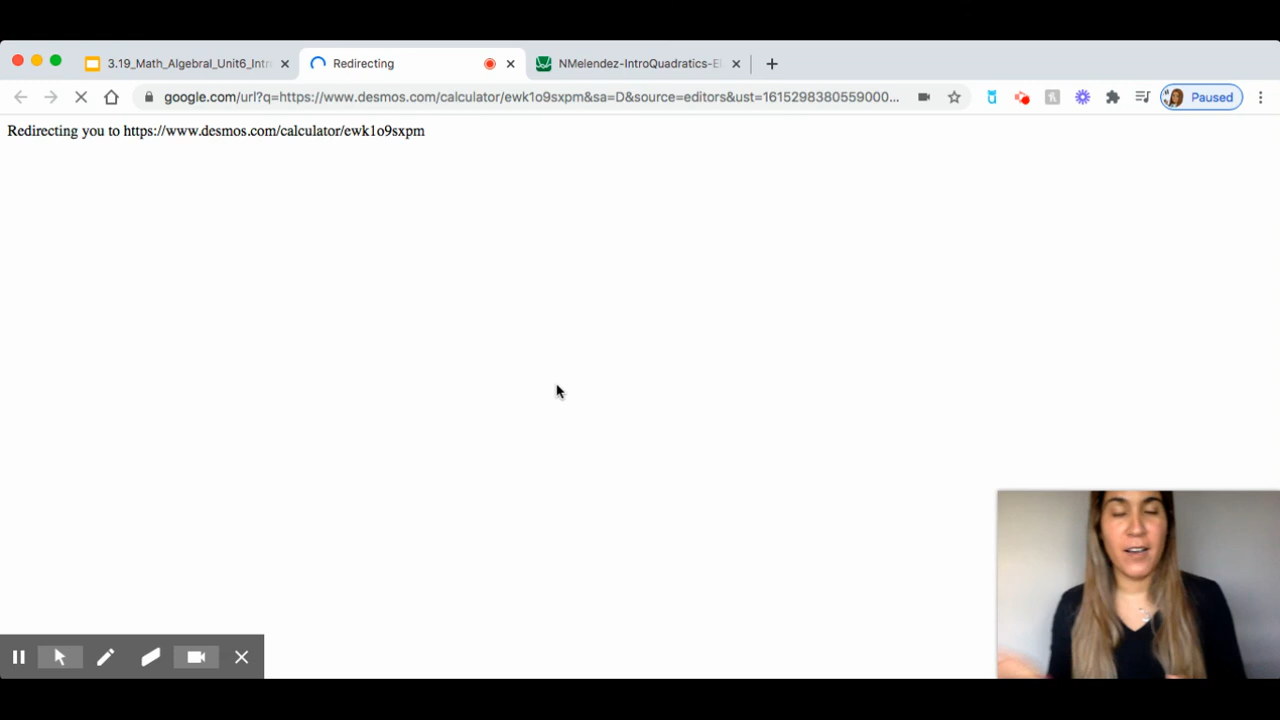 3.19_Math_AlgebraI_Unit6_Intr
Redirecting
NMelendez-IntroQuadratics-El
google.com/url?q=https://www.desmos.com/calculator/ewk1o9sxpm&sa=D&source=editors&ust=1615298380559000...
Paused
Redirecting you to https://www.desmos.com/calculator/ewk1o9sxpm